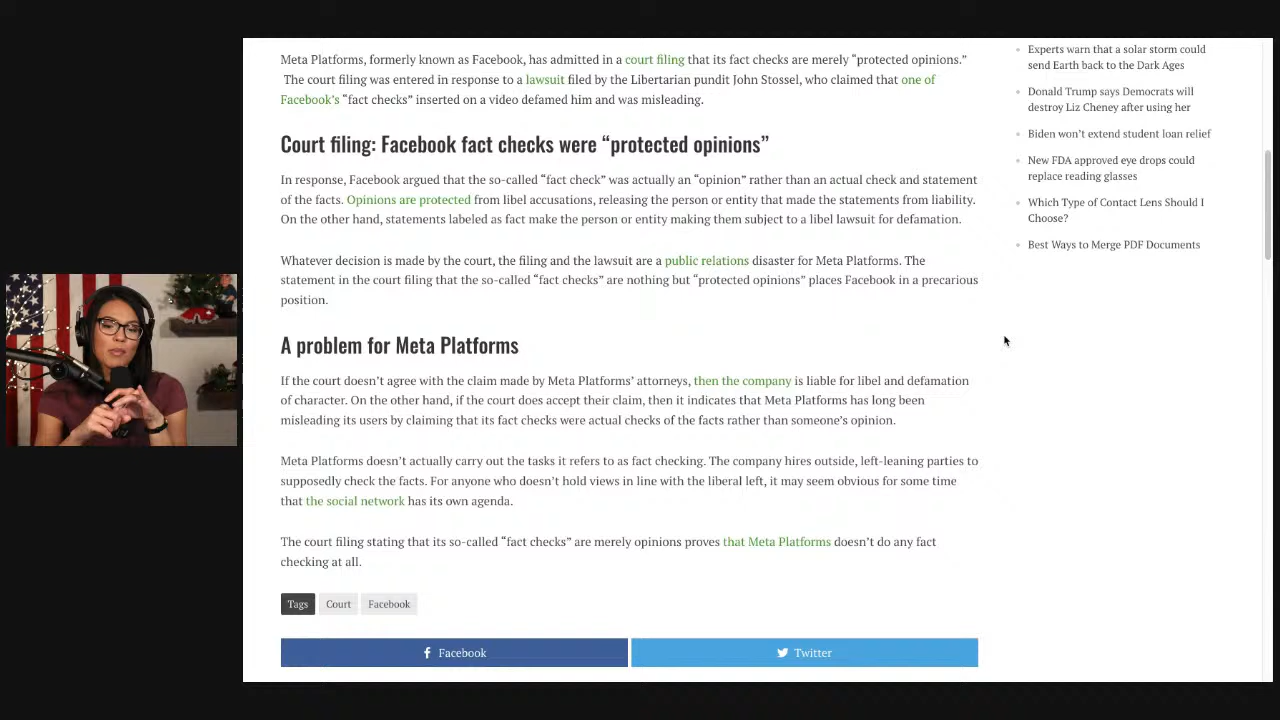 Meta Platforms, formerly known as Facebook, has admitted in a court filing that its fact checks are merely “protected opinions.”
The court filing was entered in response to a lawsuit filed by the Libertarian pundit John Stossel, who claimed that one of
Facebook’s “fact checks” inserted on a video defamed him and was misleading.
Court filing: Facebook fact checks were “protected opinions”
In response, Facebook argued that the so-called “fact check” was actually an “opinion” rather than an actual check and statement
of the facts. Opinions are protected from libel accusations, releasing the person or entity that made the statements from liability.
On the other hand, statements labeled as fact make the person or entity making them subject to a libel lawsuit for defamation.
Whatever decision is made by the court, the filing and the lawsuit are a public relations disaster for Meta Platforms. The
statement in the court filing that the so-called “fact checks” are nothing but “protected opinions” places Facebook in a precarious
position.
A problem for Meta Platforms
If the court doesn’t agree with the claim made by Meta Platforms’ attorneys, then the company is liable for libel and defamation
of character. On the other hand, if the court does accept their claim, then it indicates that Meta Platforms has long been
misleading its users by claiming that its fact checks were actual checks of the facts rather than someone’s opinion.
Meta Platforms doesn’t actually carry out the tasks it refers to as fact checking. The company hires outside, left-leaning parties to
supposedly check the facts. For anyone who doesn’t hold views in line with the liberal left, it may seem obvious for some time
that the social network has its own agenda.
The court filing stating that its so-called “fact checks” are merely opinions proves that Meta Platforms doesn’t do any fact
checking at all.
Tags Court Facebook
Facebook Twitter
Experts warn that a solar storm could
send Earth back to the Dark Ages
Donald Trump says Democrats will
destroy Liz Cheney after using her
Biden won’t extend student loan relief
New FDA approved eye drops could
replace reading glasses
Which Type of Contact Lens Should I
Choose?
Best Ways to Merge PDF Documents